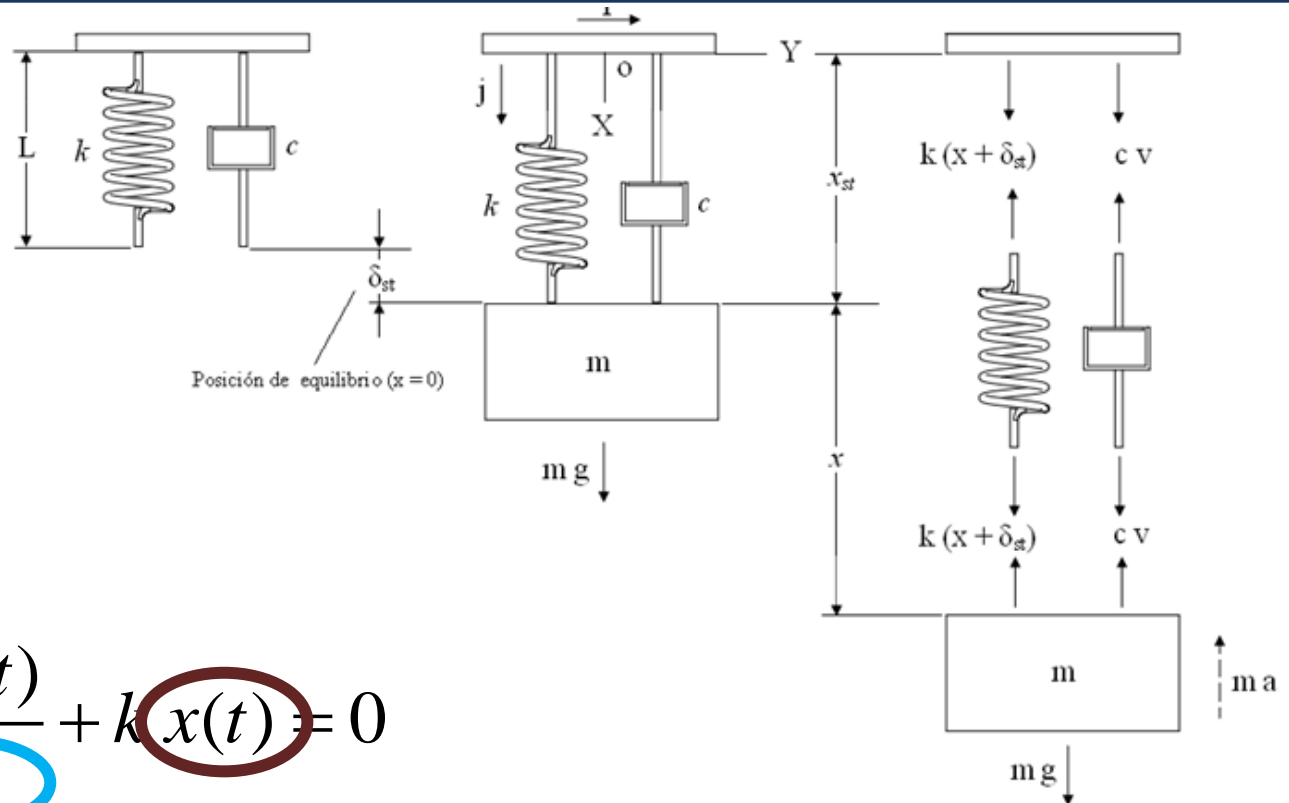 L
k
c
δst
Posición de equilibrio (x = 0)
j
o
X
Y
k
c
m
m g
xst
x
k (x + δst)
c v
k (x + δst)
c v
m
m a
m g
t)
+ k x(t) = 0